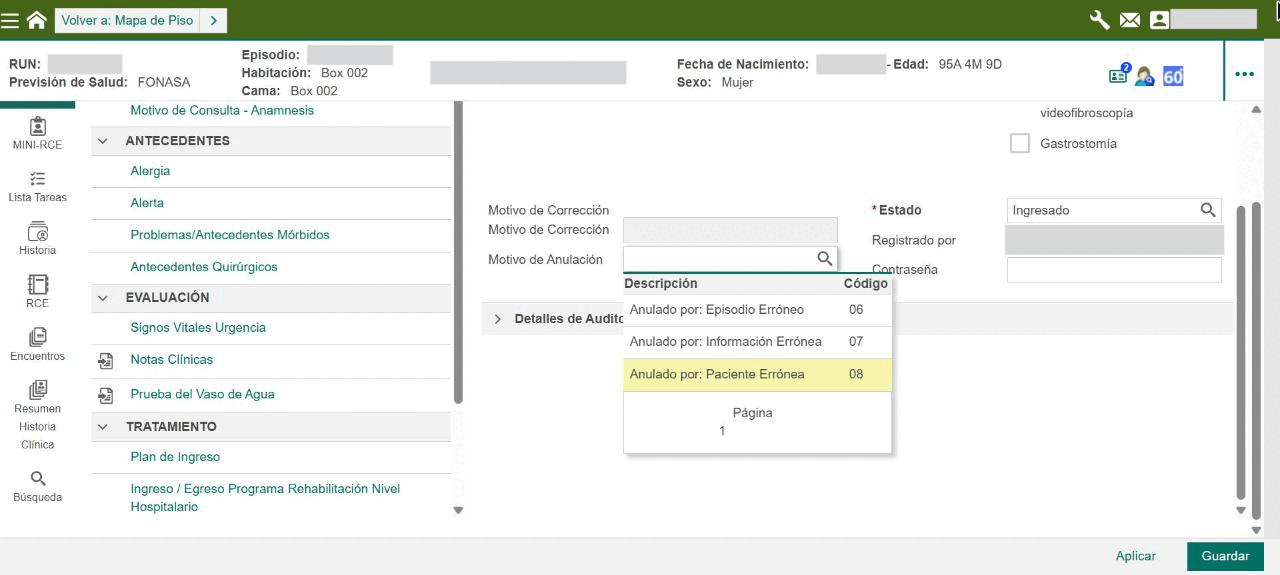 Volver a: Mapa de Piso
RUN:
Previsión de Salud: FONASA
Episodio:
Habitación: Box 002
Cama: Box 002
Fecha de Nacimiento: - Edad: 95A 4M 9D
Sexo: Mujer
2
60
MINI-RCE
Lista Tareas
Historia
RCE
Encuentros
Resumen
Historia
Clínica
Búsqueda
Motivo de Consulta - Anamnesis
ANTECEDENTES
Alergia
Alerta
Problemas/Antecedentes Mórbidos
Antecedentes Quirúrgicos
EVALUACIÓN
Signos Vitales Urgencia
Notas Clínicas
Prueba del Vaso de Agua
TRATAMIENTO
Plan de Ingreso
Ingreso / Egreso Programa Rehabilitación Nivel
Hospitalario
videofibroscopía
Gastrostomía
Motivo de Corrección
Motivo de Corrección
Motivo de Anulación
* Estado Ingresado
Registrado por
Contraseña
Descripción Código
Anulado por: Episodio Erróneo 06
Anulado por: Información Errónea 07
Anulado por: Paciente Errónea 08
Página
1
Detalles de Audito
Aplicar
Guardar